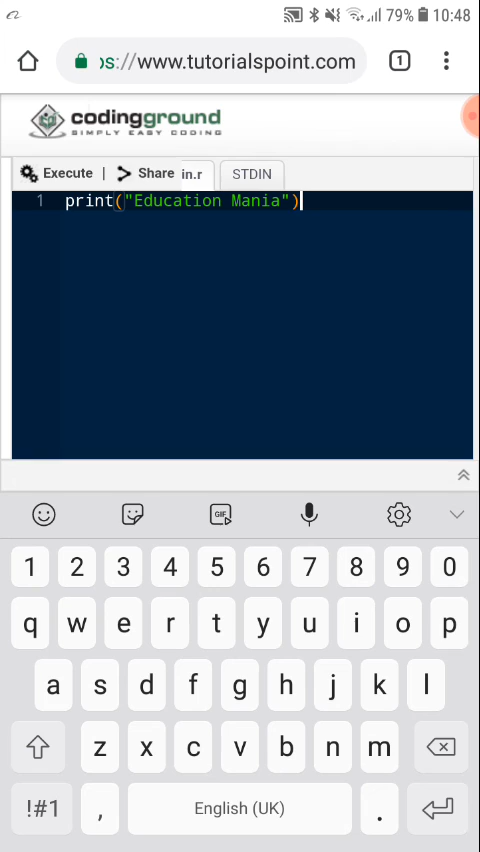 79% 10:48
ps://www.tutorialspoint.com 1
codingground
SIMPLY EASY CODING
Execute | Share in.r STDIN
1 print("Education Mania")
GIF
1 2 3 4 5 6 7 8 9 0
q w e r t y u i o p
a s d f g h j k l
z x c v b n m
!#1 , English (UK) .